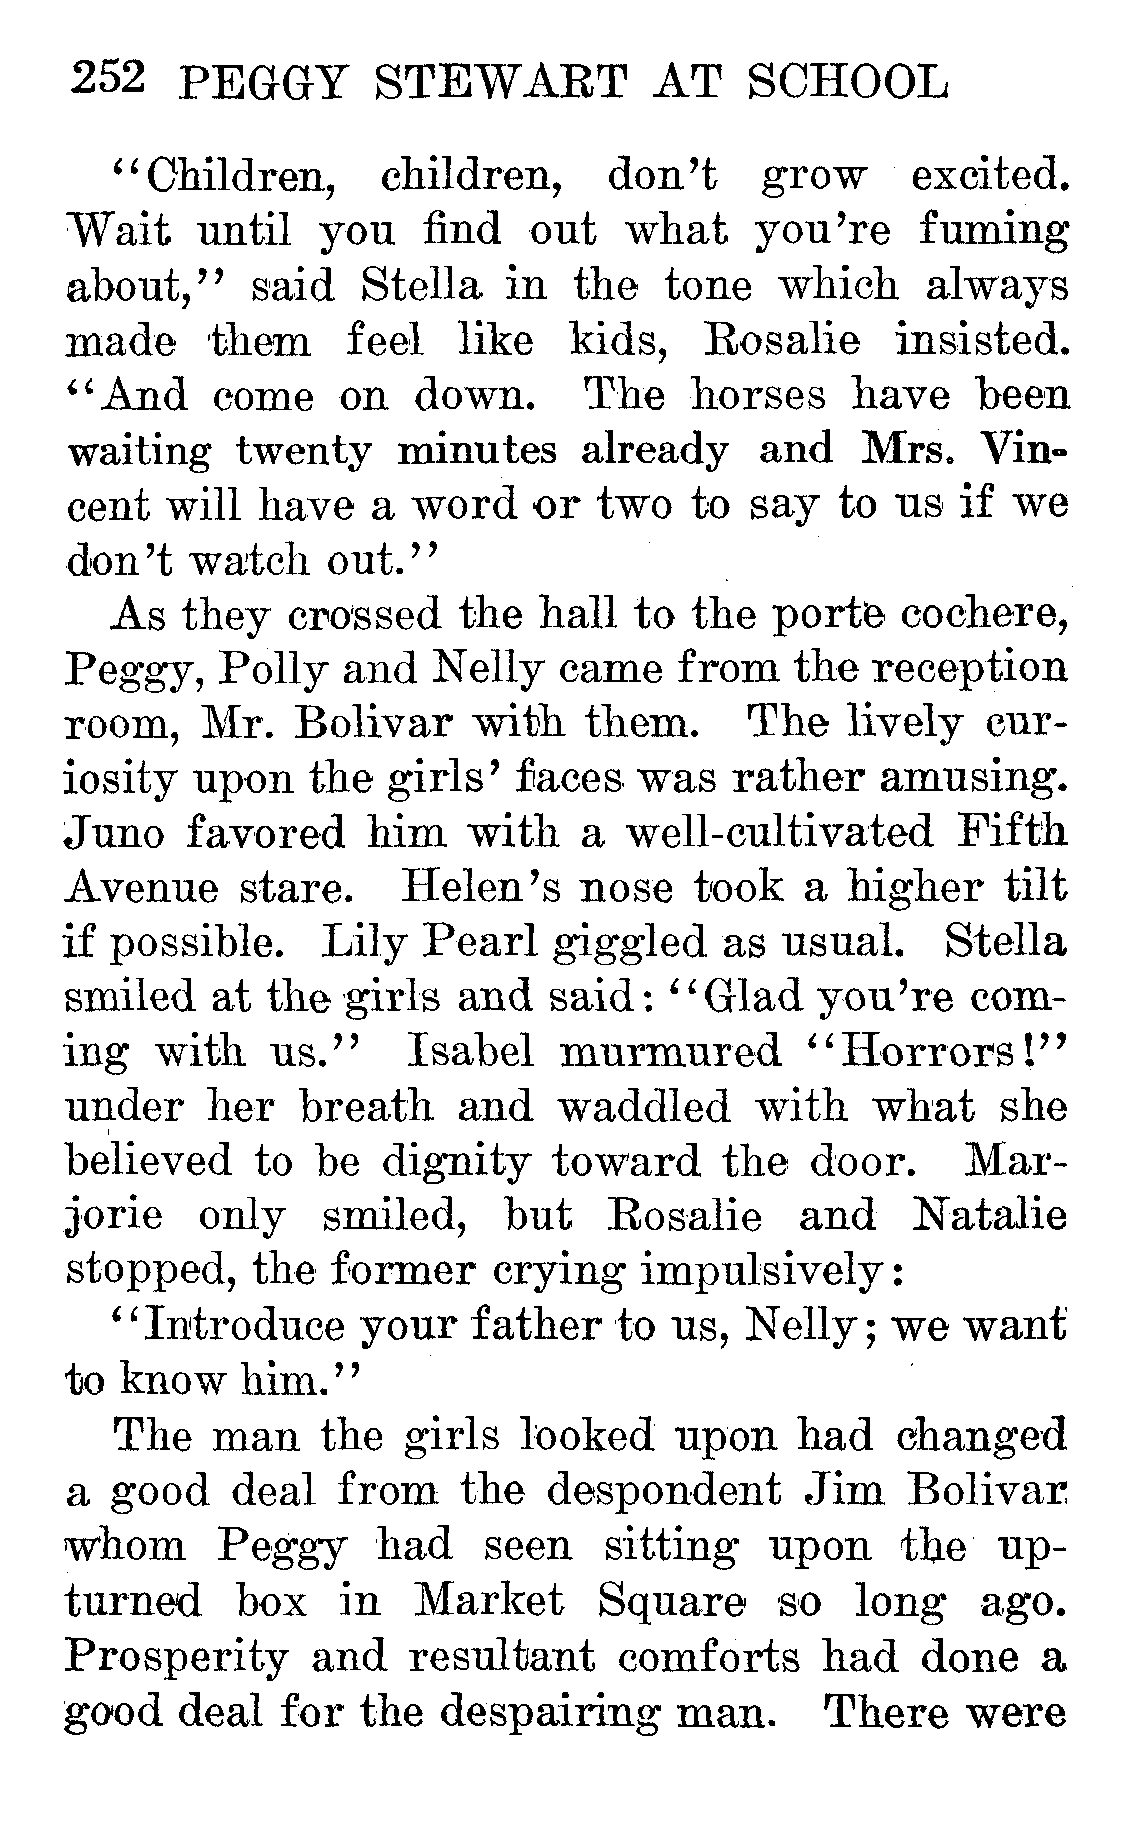 252 PEGGY STEWART AT SCHOOL
"Children, children, don't grow excited.
Wait until you find out what you're fuming
about," said Stella in the tone which always
made them feel like kids, Rosalie insisted.
"And come on down. The horses have been
waiting twenty minutes already and Mrs. Vin-
cent will have a word or two to say to us if we
don't watch out."
As they crossed the hall to the porte cochere,
Peggy, Polly and Nelly came from the reception
room, Mr. Bolivar with them. The lively cur-
iosity upon the girls' faces was rather amusing.
Juno favored him with a well-cultivated Fifth
Avenue stare. Helen's nose took a higher tilt
if possible. Lily Pearl giggled as usual. Stella
smiled at the girls and said: "Glad you're com-
ing with us." Isabel murmured "Horrors!"
under her breath and waddled with what she
believed to be dignity toward the door. Mar-
jorie only smiled, but Rosalie and Natalie
stopped, the former crying impulsively:
"Introduce your father to us, Nelly; we want
to know him."
The man the girls looked upon had changed
a good deal from the despondent Jim Bolivar
whom Peggy had seen sitting upon the up-
turned box in Market Square so long ago.
Prosperity and resultant comforts had done a
good deal for the despairing man. There were